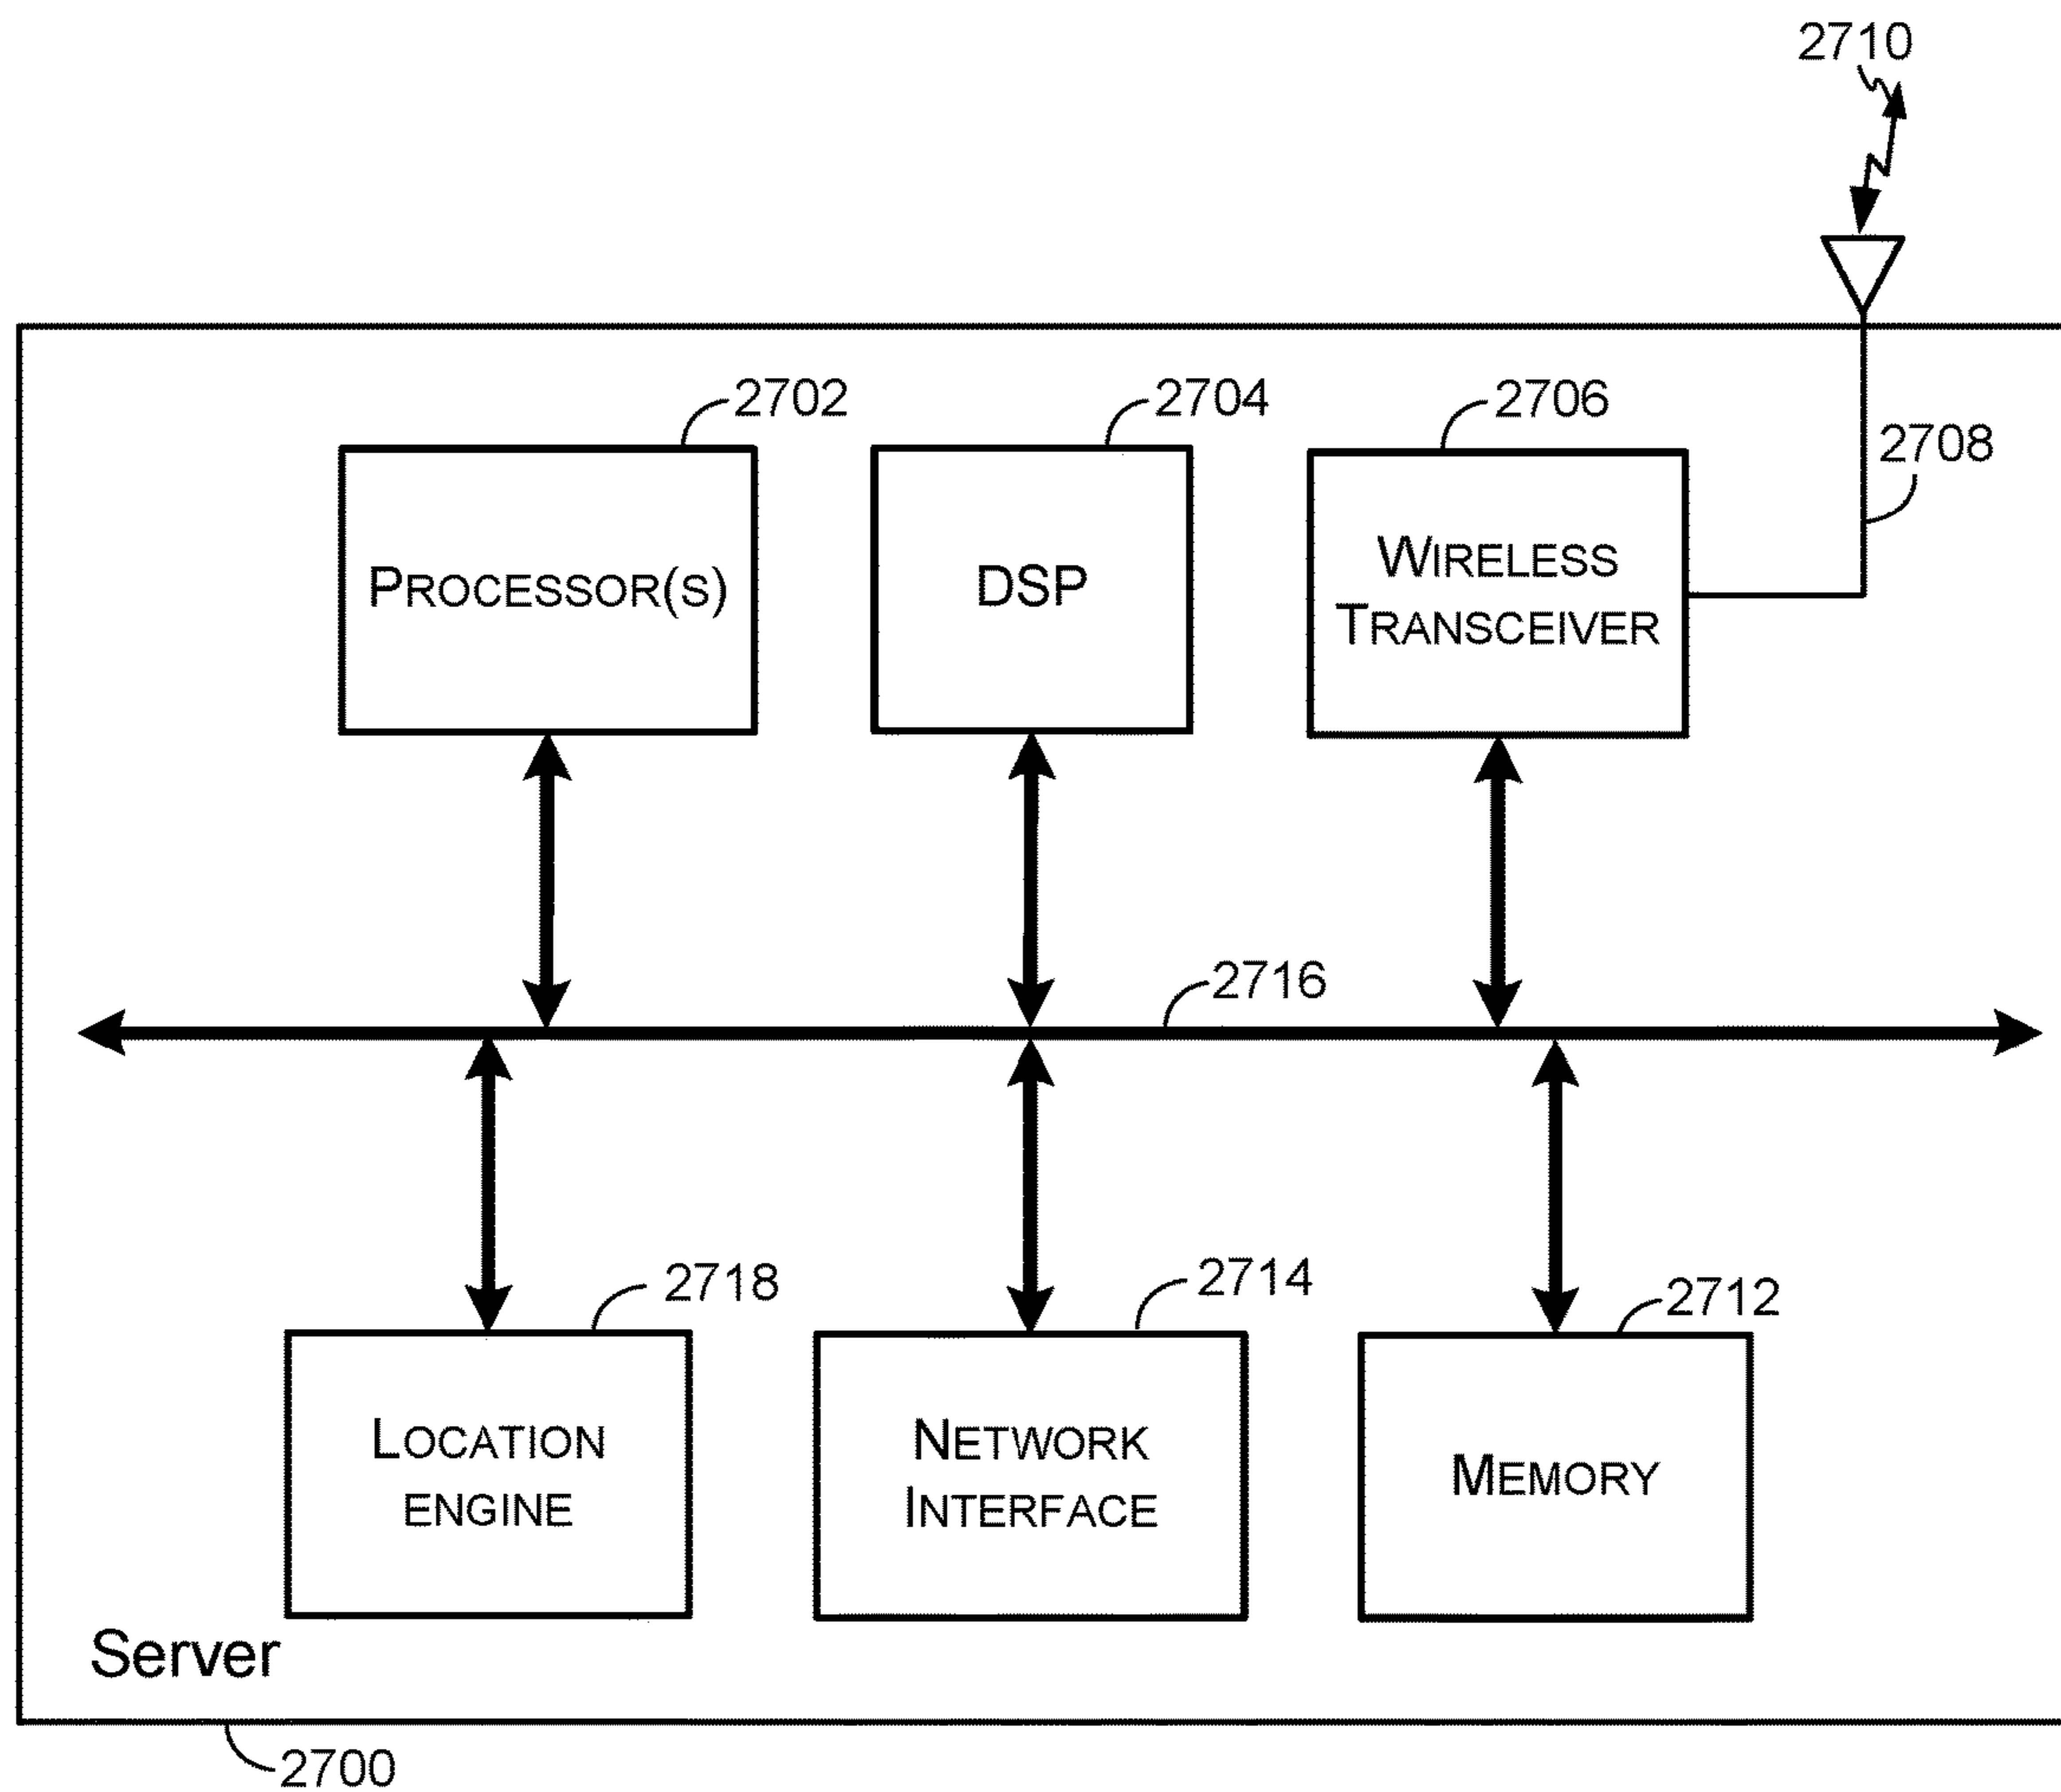 2710
2702
2704
2706
2708
PROCESSOR(S)
DSP
WIRELESS
TRANSCEIVER
2716
2718
2714
2712
LOCATION
ENGINE
NETWORK
INTERFACE
MEMORY
Server
2700